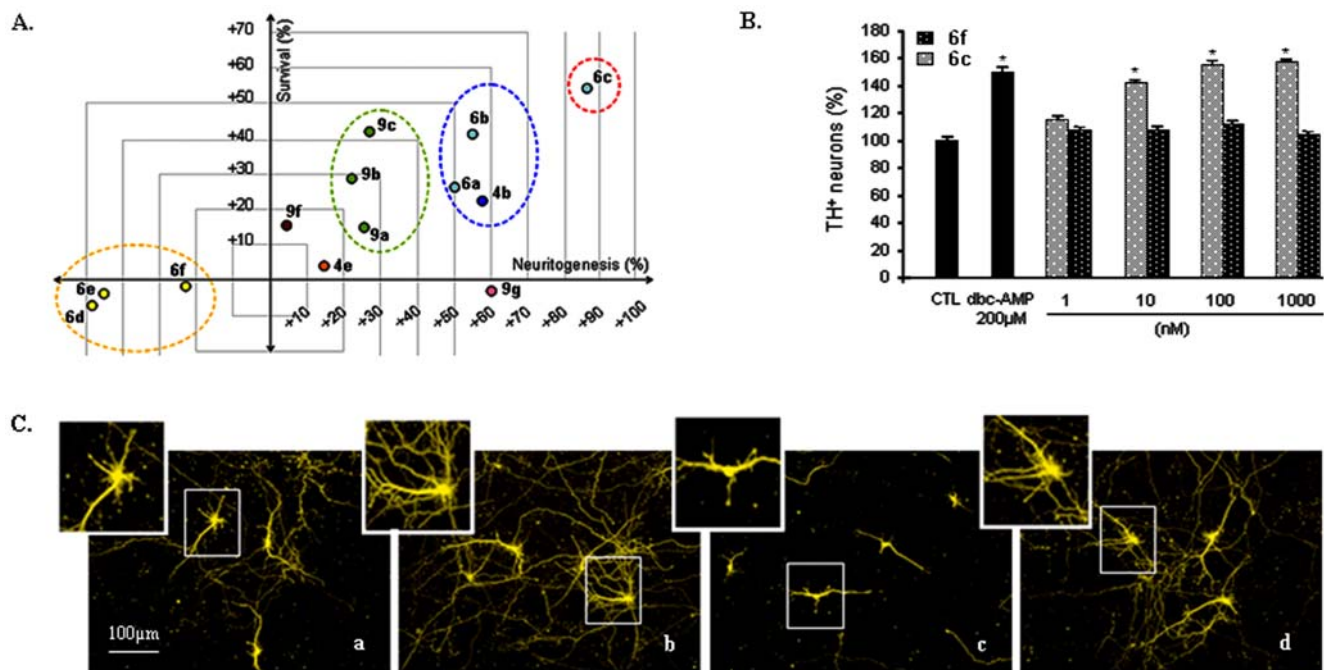 A.
Survival (%)
+70
+60
+50
+40
+30
+20
+10
6c
9c
6b
9b
6a
4b
9f
9a
4e
6f
6e
6d
9g
Neuritogenesis (%)
+10 +20 +30 +40 +50 +60 +70 +80 +90 +100
B.
6f
6c
TH+ neurons (%)
180
160
140
120
100
80
60
40
20
0
* * * *
CTL dbc-AMP 1 10 100 1000
200µM (nM)
C.
100µm
a b c d